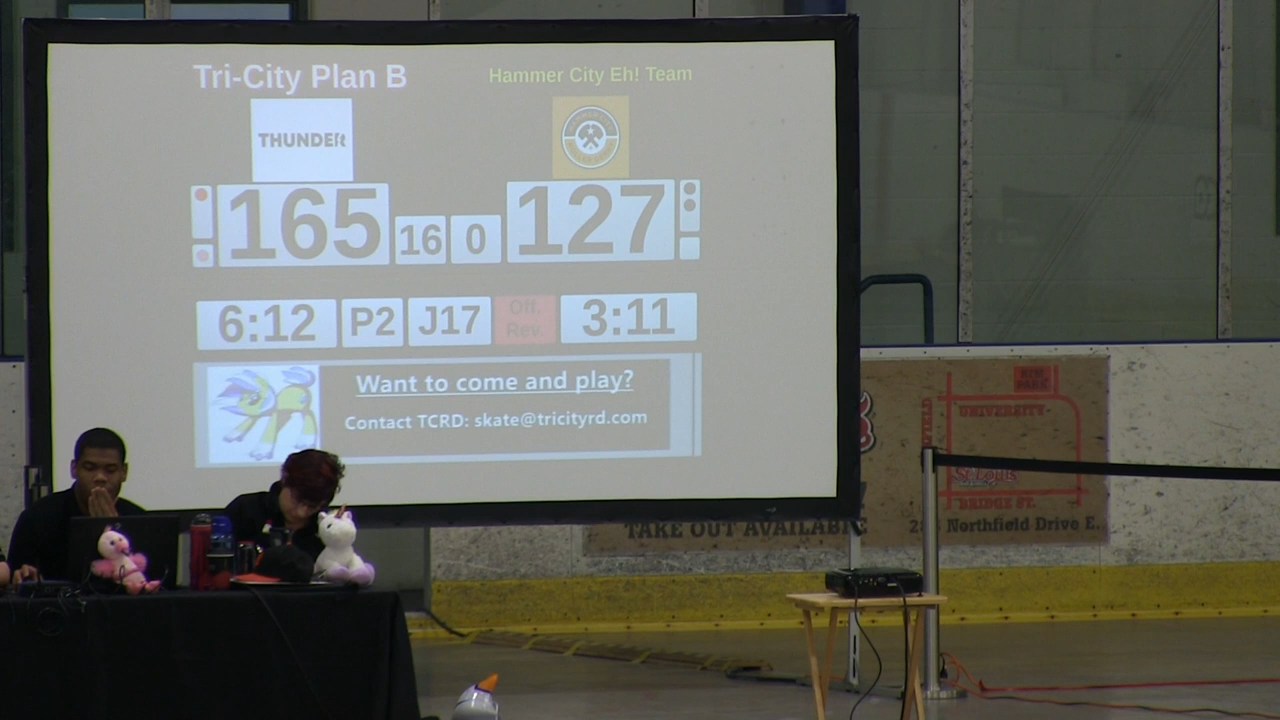 Tri-City Plan B
Hammer City Eh! Team
THUNDER
165 16 0 127
6:12 P2 J17 Off. Rev. 3:11
Want to come and play?
Contact TCRD: skate@tricityrd.com
UNIVERSITY
St. Louis
BRIDGE ST.
TAKE OUT AVAILABLE
Northfield Drive E.